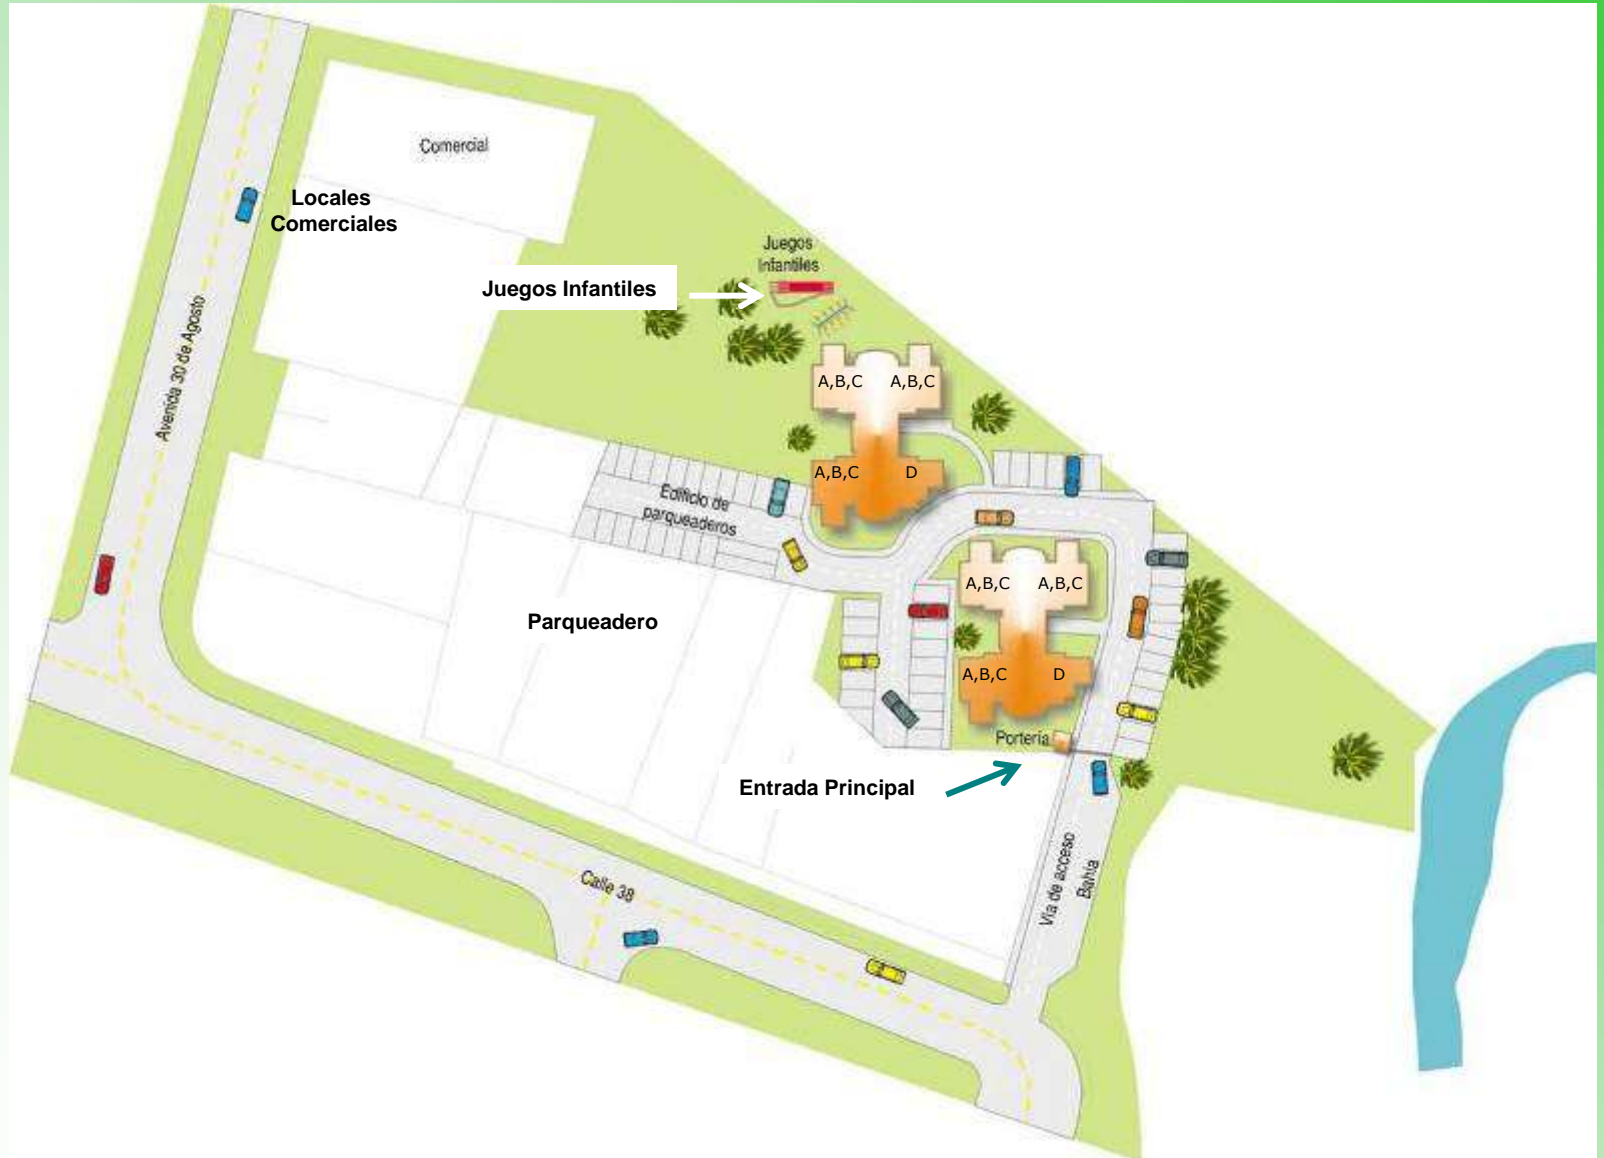 Comercial
Locales
Comerciales
Juegos
Infantiles
Juegos Infantiles
Avenida 30 de Agosto
A,B,C
A,B,C
A,B,C
D
Edificio de
parqueaderos
A,B,C
A,B,C
Parqueadero
A,B,C
D
Portería
Entrada Principal
Vía de acceso
Bahía
Calle 38